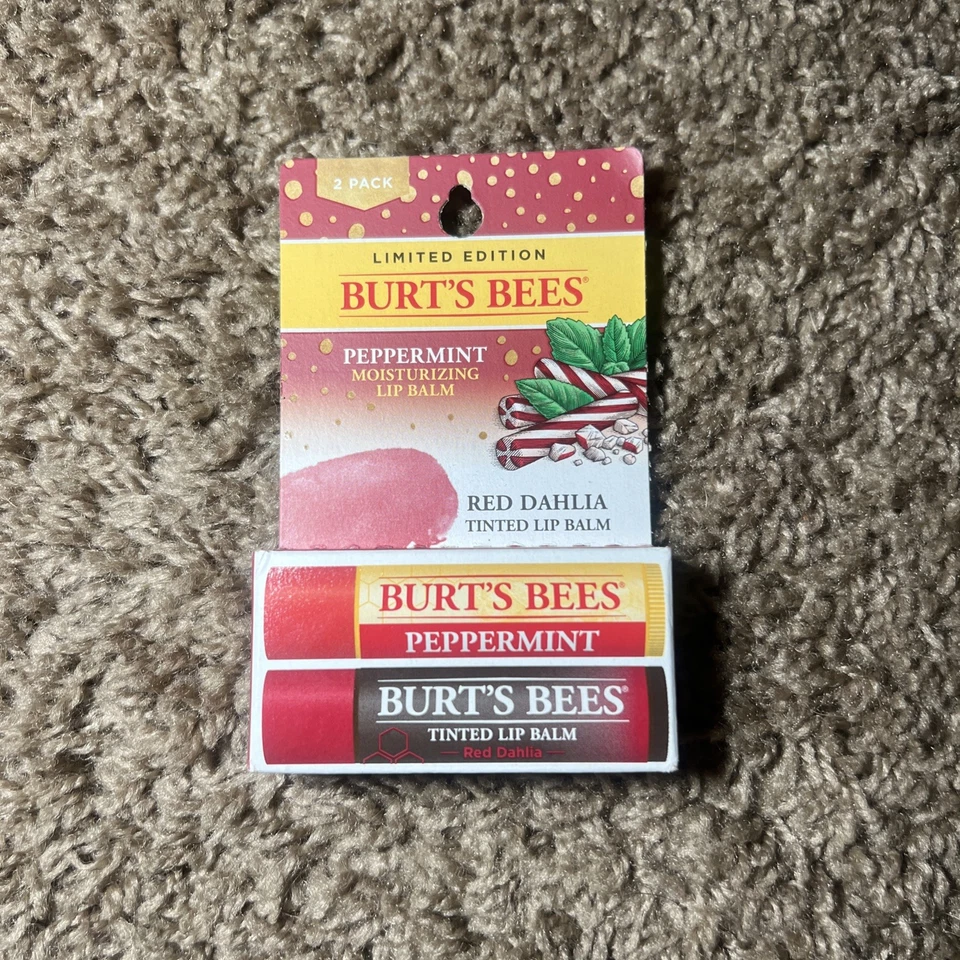 2 PACK
LIMITED EDITION
BURT'S BEES®
PEPPERMINT
MOISTURIZING
LIP BALM
RED DAHLIA
TINTED LIP BALM
BURT'S BEES®
PEPPERMINT
BURT'S BEES®
TINTED LIP BALM
Red Dahlia